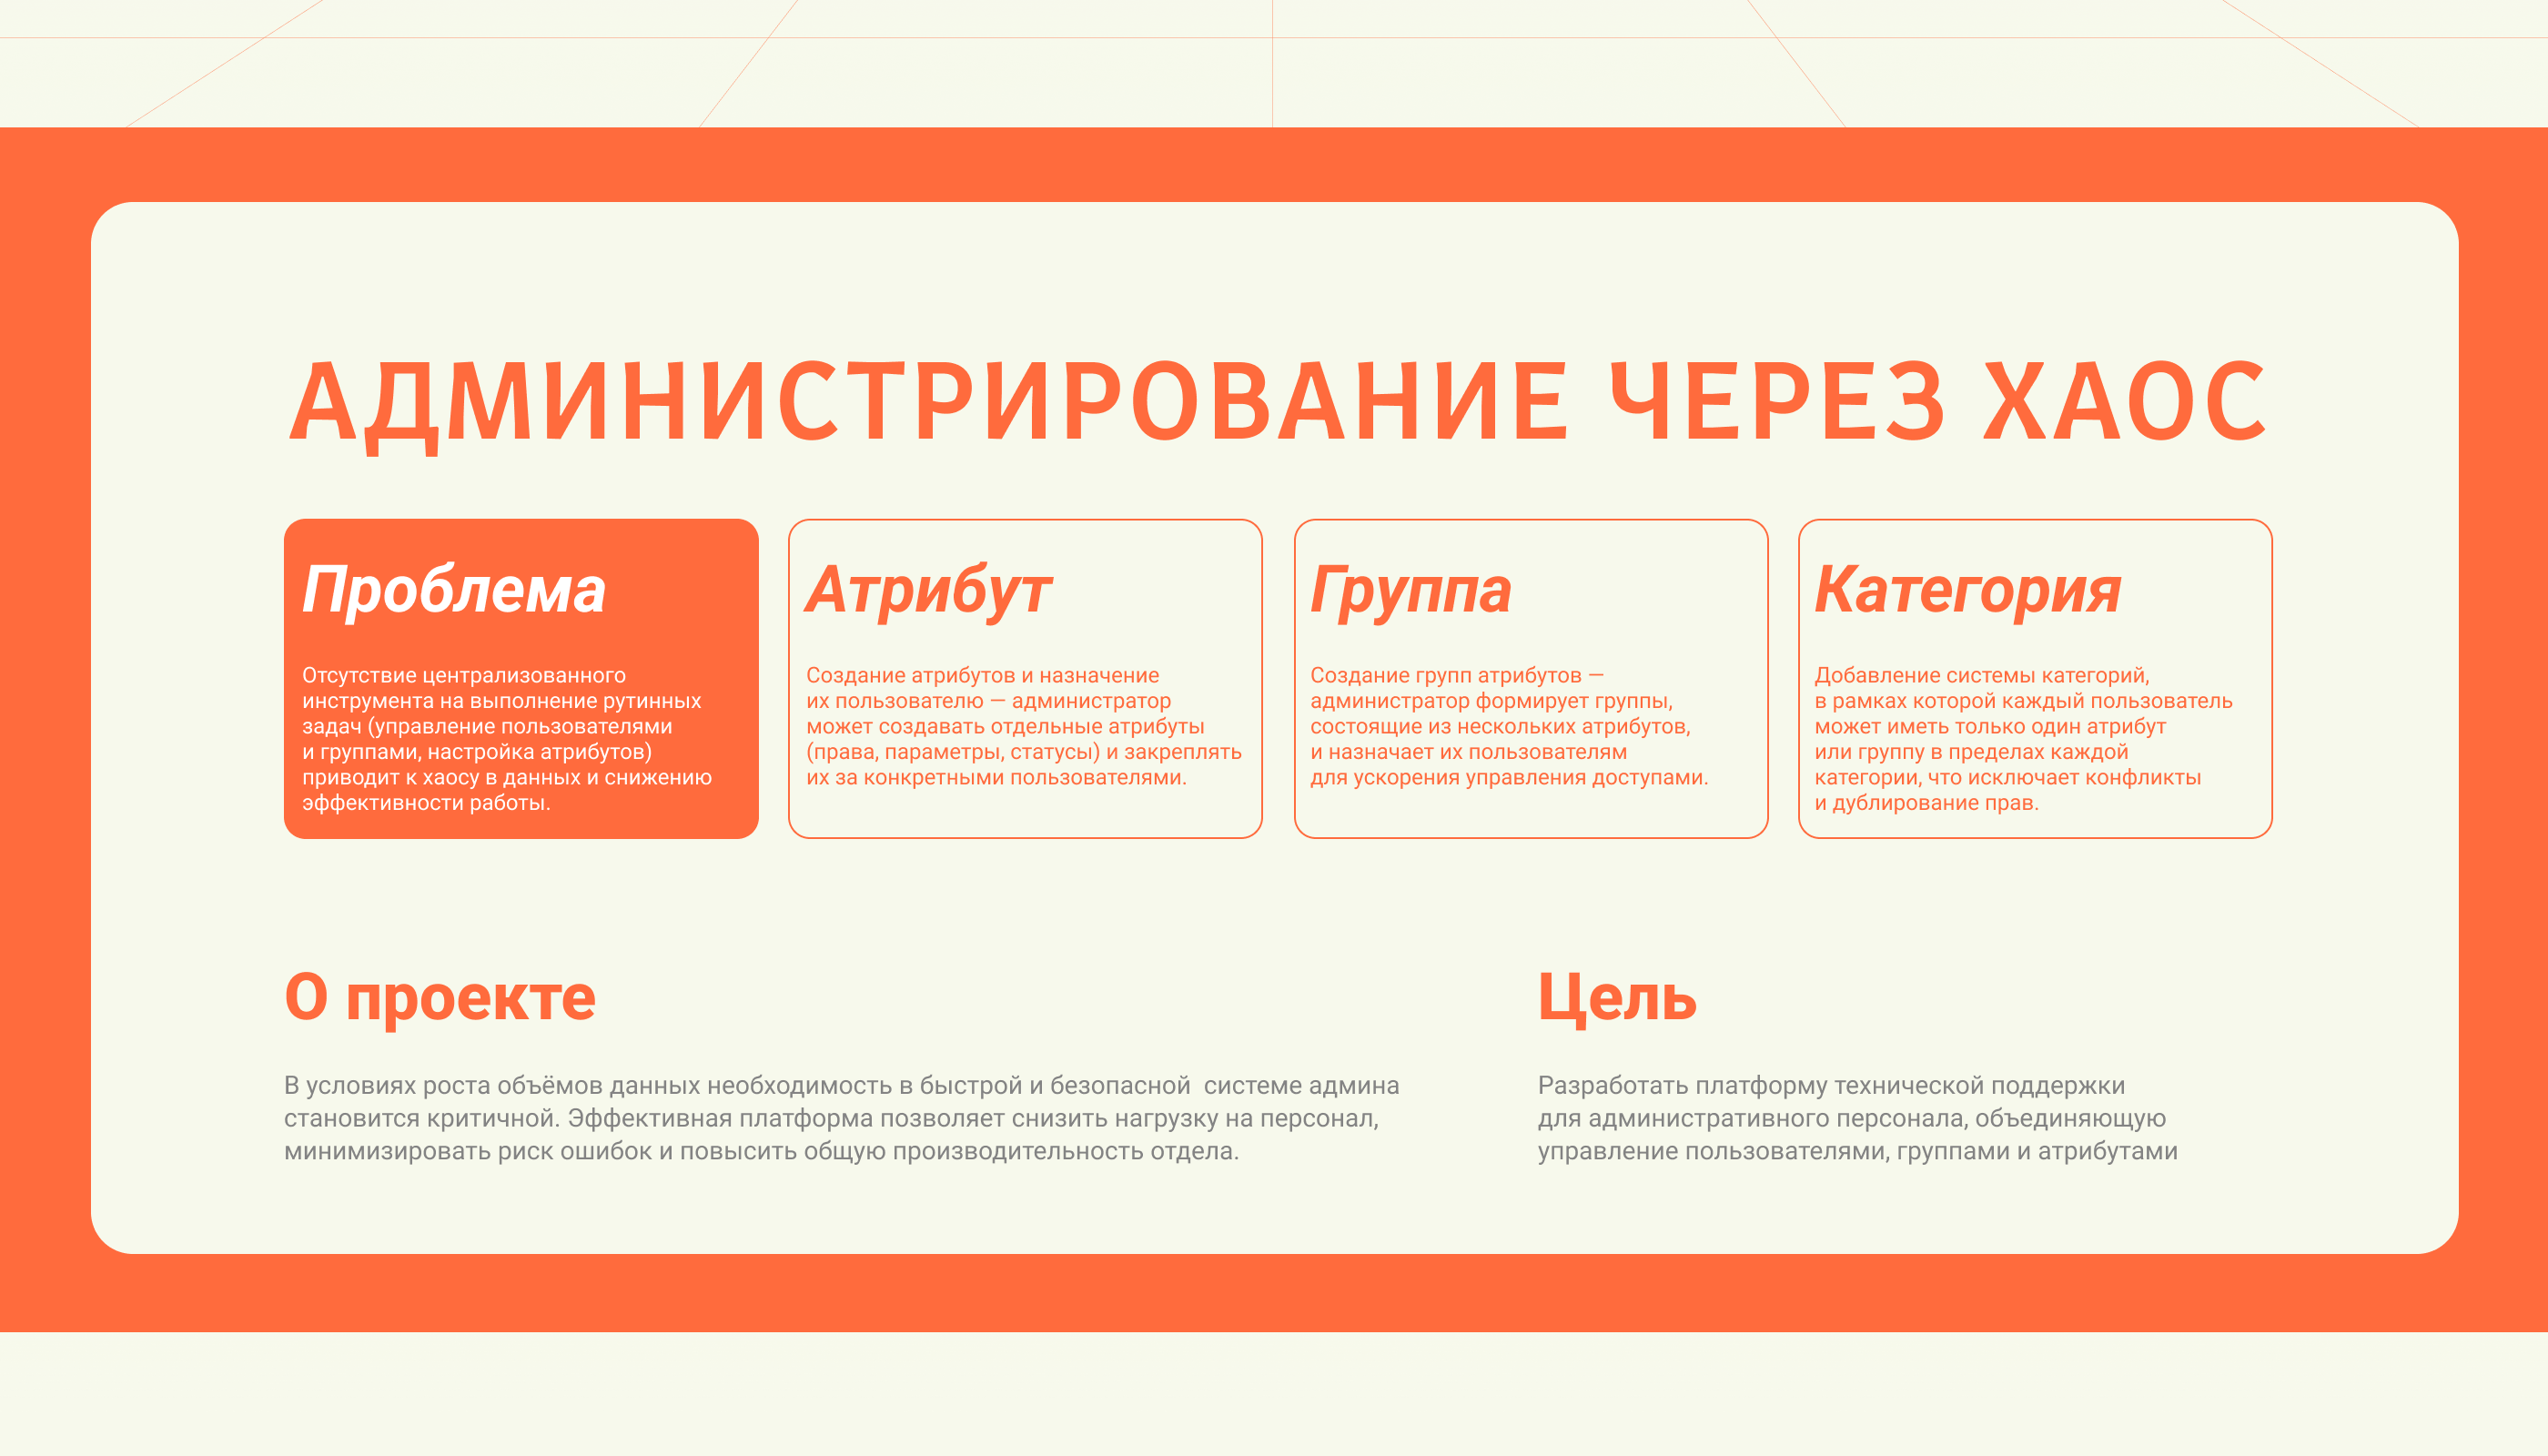 АДМИНИСТРИРОВАНИЕ ЧЕРЕЗ ХАОС
Проблема
Отсутствие централизованного
инструмента на выполнение рутинных
задач (управление пользователями
и группами, настройка атрибутов)
приводит к хаосу в данных и снижению
эффективности работы.
Атрибут
Создание атрибутов и назначение
их пользователю — администратор
может создавать отдельные атрибуты
(права, параметры, статусы) и закреплять
их за конкретными пользователями.
Группа
Создание групп атрибутов —
администратор формирует группы,
состоящие из нескольких атрибутов,
и назначает их пользователям
для ускорения управления доступами.
Категория
Добавление системы категорий,
в рамках которой каждый пользователь
может иметь только один атрибут
или группу в пределах каждой
категории, что исключает конфликты
и дублирование прав.
О проекте
В условиях роста объёмов данных необходимость в быстрой и безопасной  системе админа
становится критичной. Эффективная платформа позволяет снизить нагрузку на персонал,
минимизировать риск ошибок и повысить общую производительность отдела.
Цель
Разработать платформу технической поддержки
для административного персонала, объединяющую
управление пользователями, группами и атрибутами